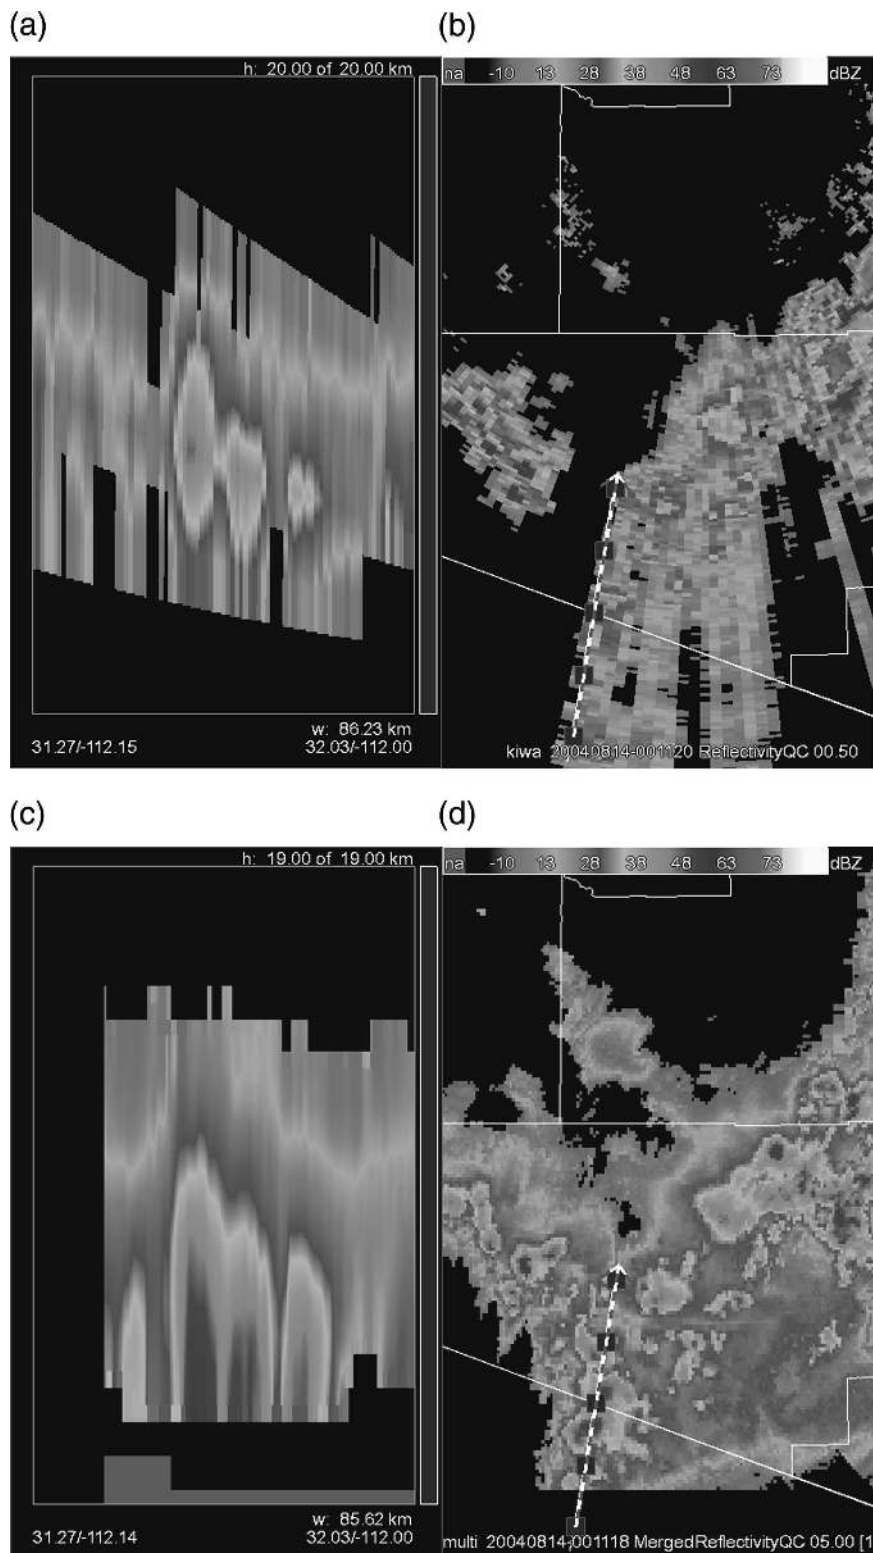 (a)
(b)
h: 20.00 of 20.00 km
na -10 13 28 38 48 63 73 dBZ
w: 86.23 km
31.27/-112.15 32.03/-112.00
kiwa 20040814-001120 ReflectivityQC 00.50
(c)
(d)
h: 19.00 of 19.00 km
na -10 13 28 38 48 63 73 dBZ
w: 85.62 km
31.27/-112.14 32.03/-112.00
multi 20040814-001118 MergedReflectivityQC 05.00 [1